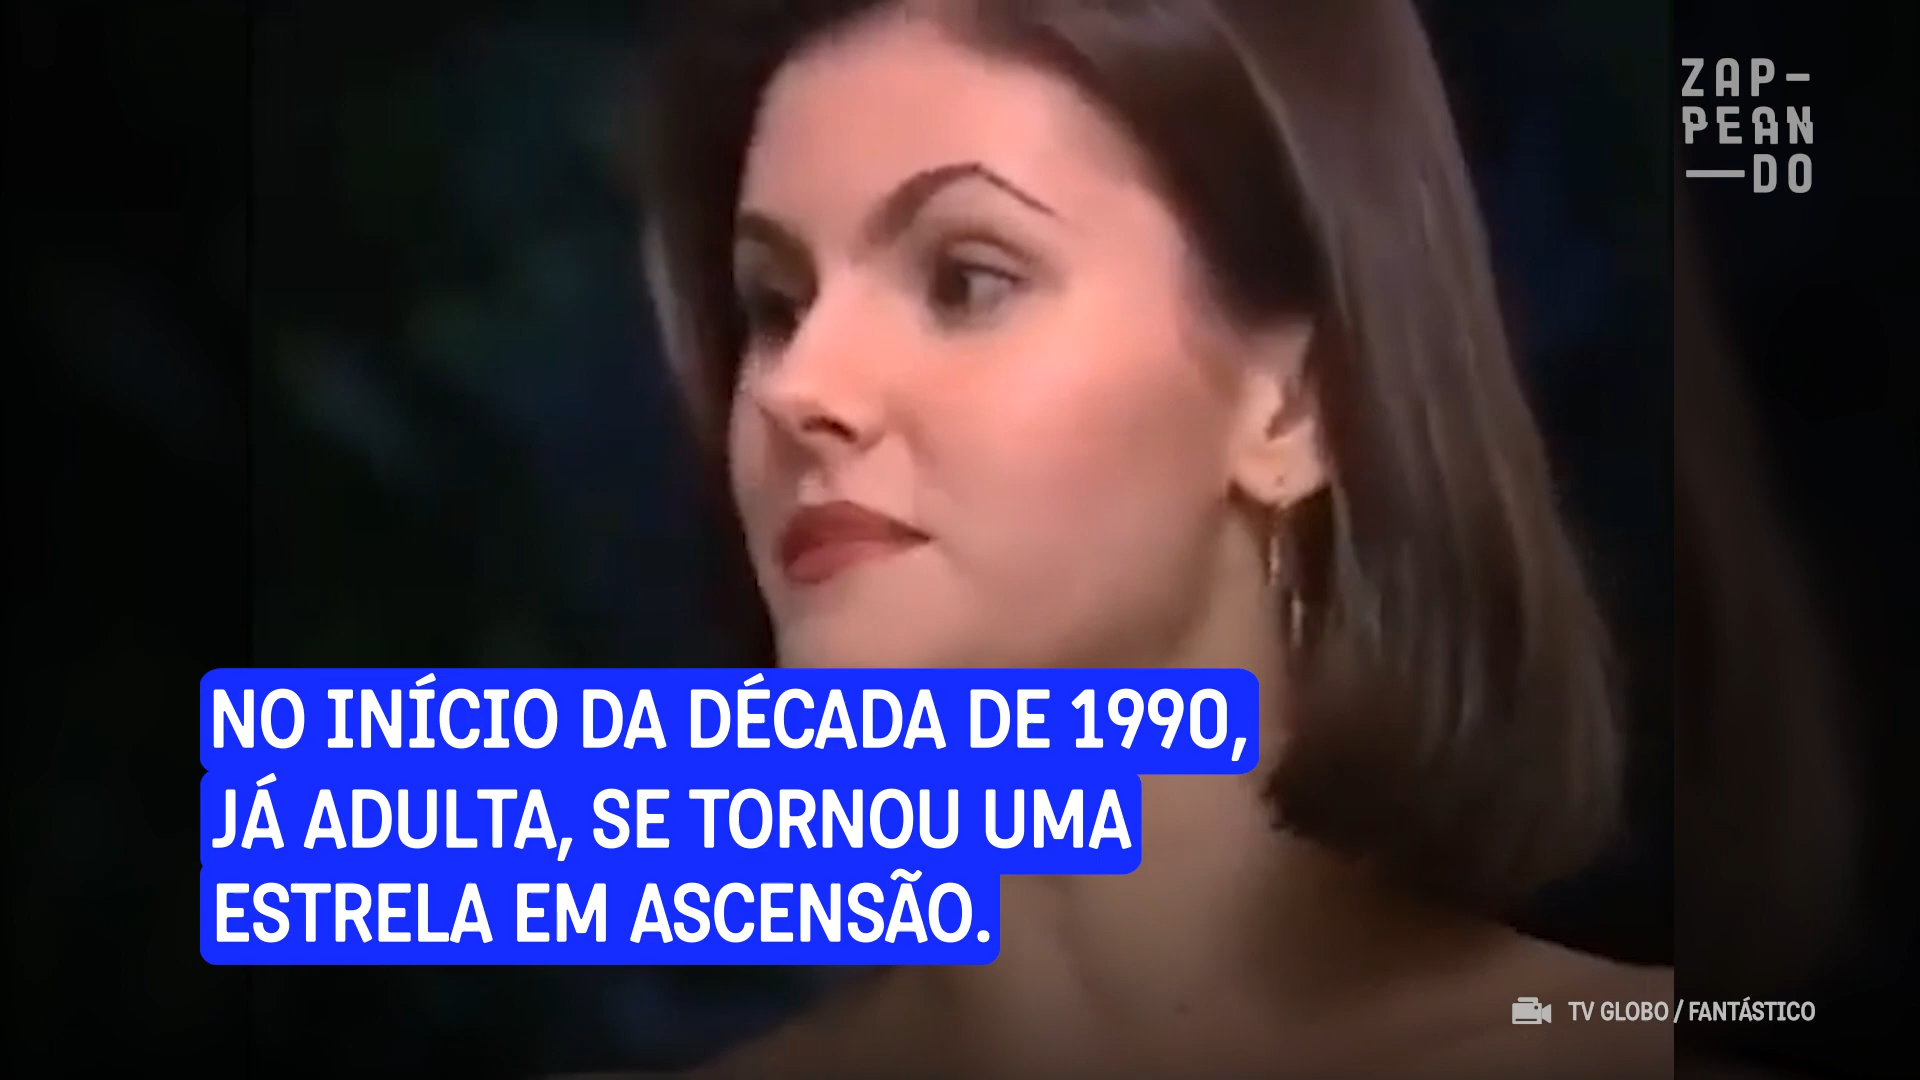 ZAP-
PEAN
—DO
NO INÍCIO DA DÉCADA DE 1990,
JÁ ADULTA, SE TORNOU UMA
ESTRELA EM ASCENSÃO.
TV GLOBO / FANTÁSTICO